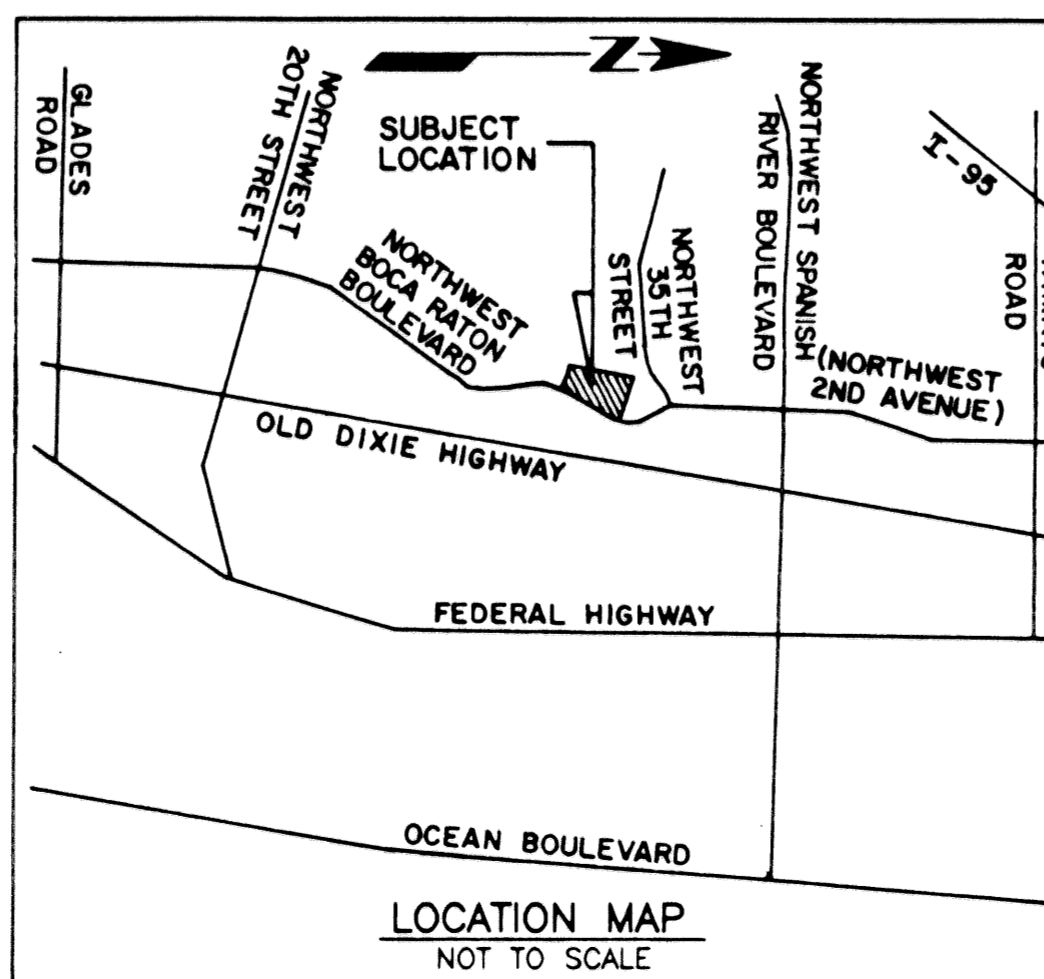 GLADES
ROAD
NORTHWEST
20TH STREET
N
SUBJECT
LOCATION
NORTHWEST
BOCA RATON
BOULEVARD
NORTHWEST
35TH
STREET
NORTHWEST SPANISH
RIVER BOULEVARD
I-95
ROAD
(NORTHWEST
2ND AVENUE)
OLD DIXIE HIGHWAY
FEDERAL HIGHWAY
OCEAN BOULEVARD
LOCATION MAP
NOT TO SCALE